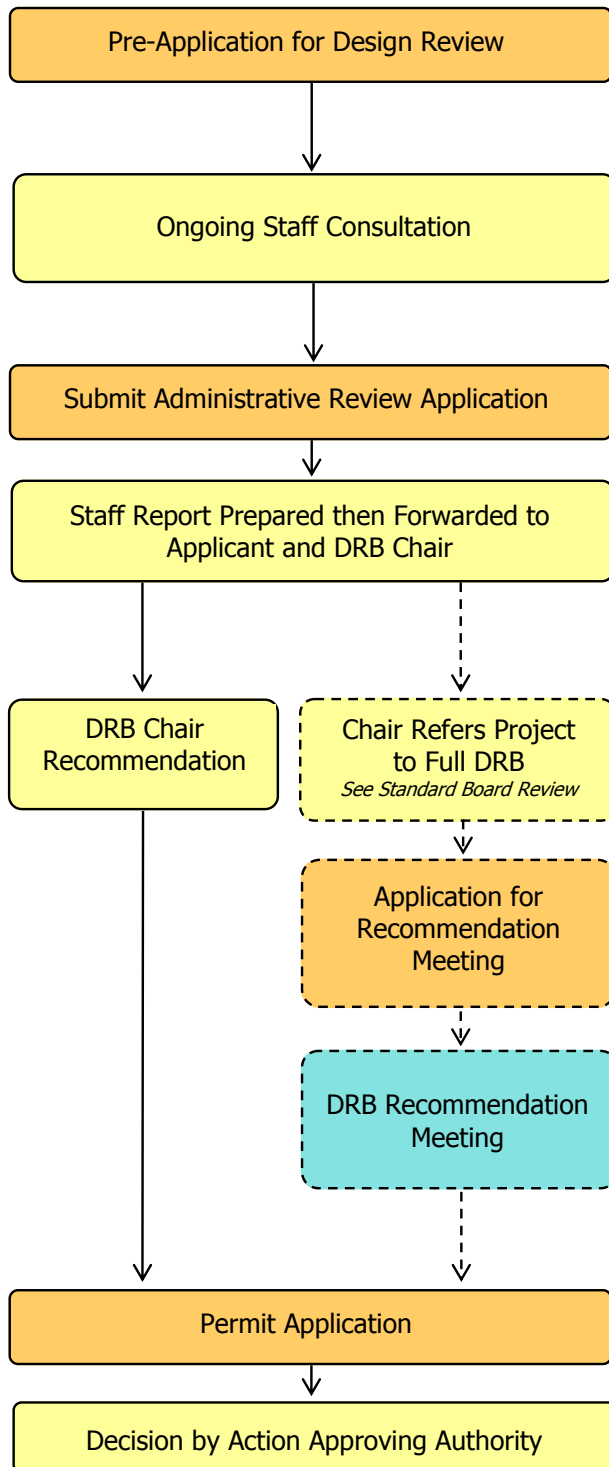 Pre-Application for Design Review
Ongoing Staff Consultation
Submit Administrative Review Application
Staff Report Prepared then Forwarded to
Applicant and DRB Chair
DRB Chair
Recommendation
Chair Refers Project
to Full DRB
See Standard Board Review
Application for
Recommendation
Meeting
DRB Recommendation
Meeting
Permit Application
Decision by Action Approving Authority